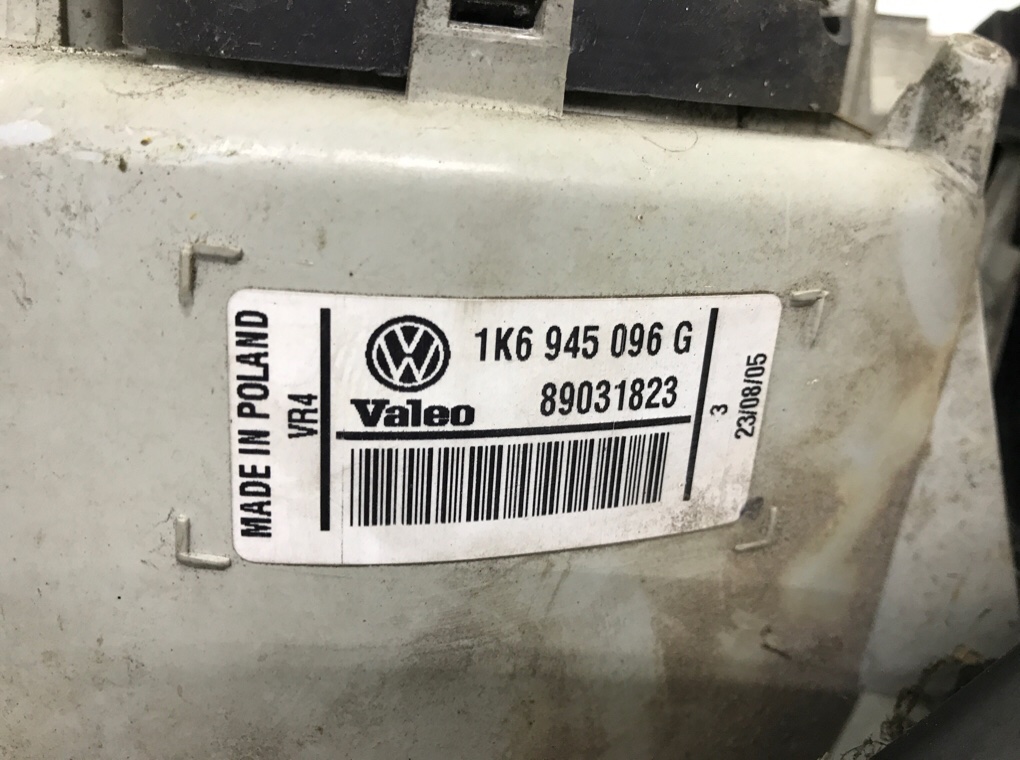 MADE IN POLAND
VR4
1K6 945 096 G
Valeo
89031823
3
23/08/05